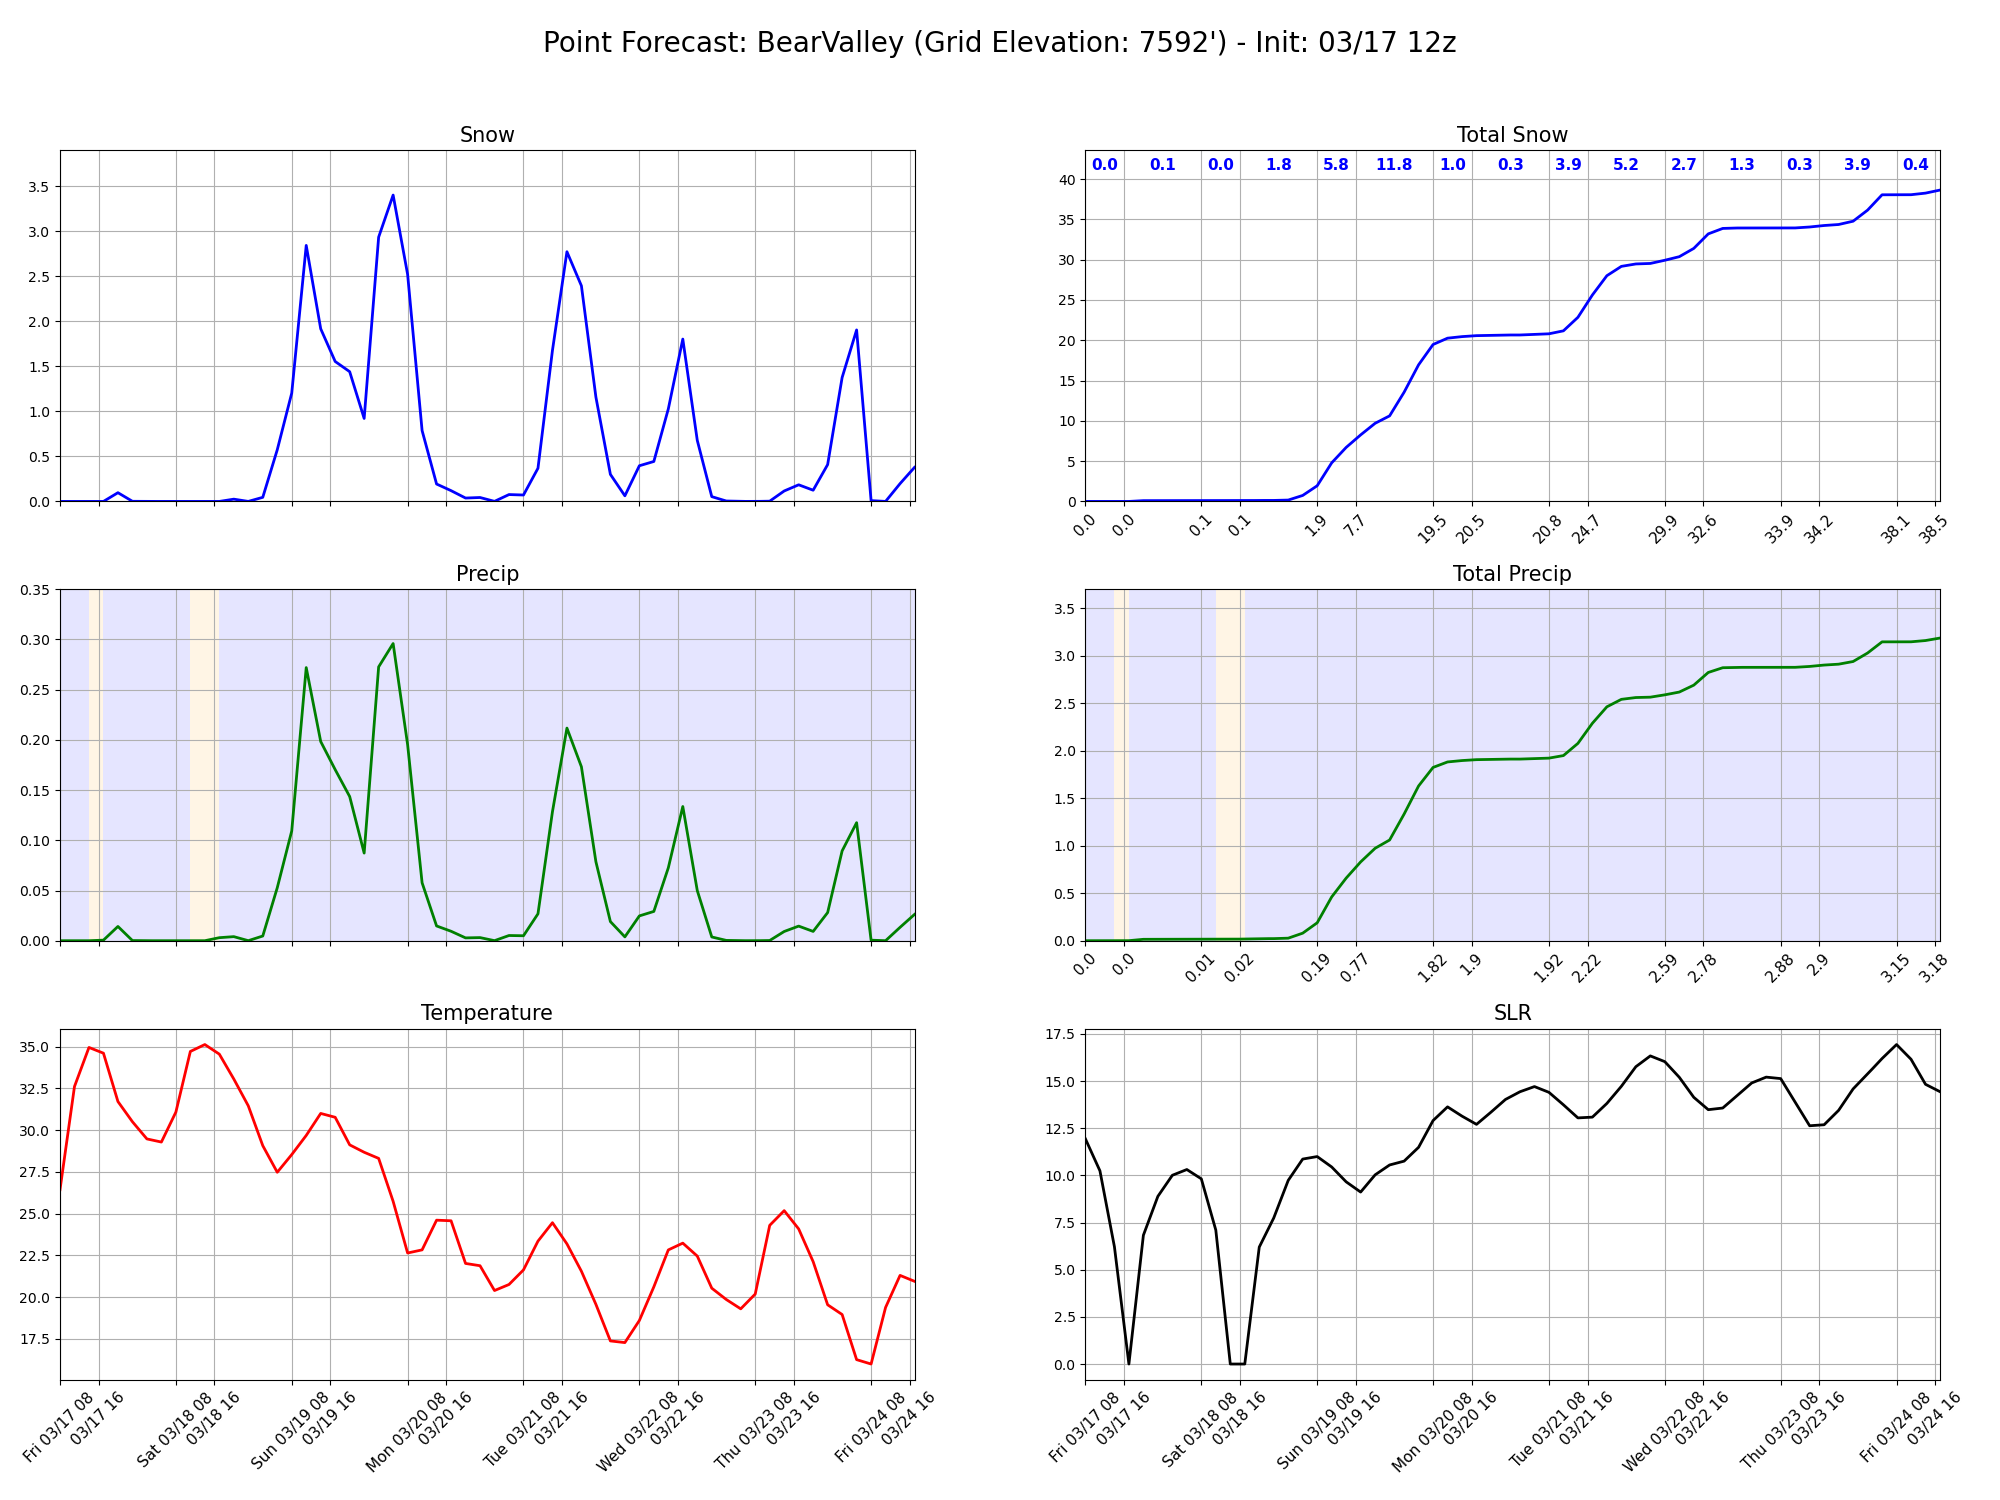 Point Forecast: BearValley (Grid Elevation: 7592') - Init: 03/17 12z
Snow
3.5
3.0
2.5
2.0
1.5
1.0
0.5
0.0
Total Snow
0.0 0.1 0.0 1.8 5.8 11.8 1.0 0.3 3.9 5.2 2.7 1.3 0.3 3.9 0.4
40
35
30
25
20
15
10
5
0
0.0 0.0 0.1 0.1 1.9 7.7 19.5 20.5 20.8 24.7 29.9 32.6 33.9 34.2 38.1 38.5
Precip
0.35
0.30
0.25
0.20
0.15
0.10
0.05
0.00
Total Precip
3.5
3.0
2.5
2.0
1.5
1.0
0.5
0.0
0.0 0.0 0.01 0.02 0.19 0.77 1.82 1.9 1.92 2.22 2.59 2.78 2.88 2.9 3.15 3.18
Temperature
35.0
32.5
30.0
27.5
25.0
22.5
20.0
17.5
Fri 03/17 08
03/17 16
Sat 03/18 08
03/18 16
Sun 03/19 08
03/19 16
Mon 03/20 08
03/20 16
Tue 03/21 08
03/21 16
Wed 03/22 08
03/22 16
Thu 03/23 08
03/23 16
Fri 03/24 08
03/24 16
SLR
17.5
15.0
12.5
10.0
7.5
5.0
2.5
0.0
Fri 03/17 08
03/17 16
Sat 03/18 08
03/18 16
Sun 03/19 08
03/19 16
Mon 03/20 08
03/20 16
Tue 03/21 08
03/21 16
Wed 03/22 08
03/22 16
Thu 03/23 08
03/23 16
Fri 03/24 08
03/24 16